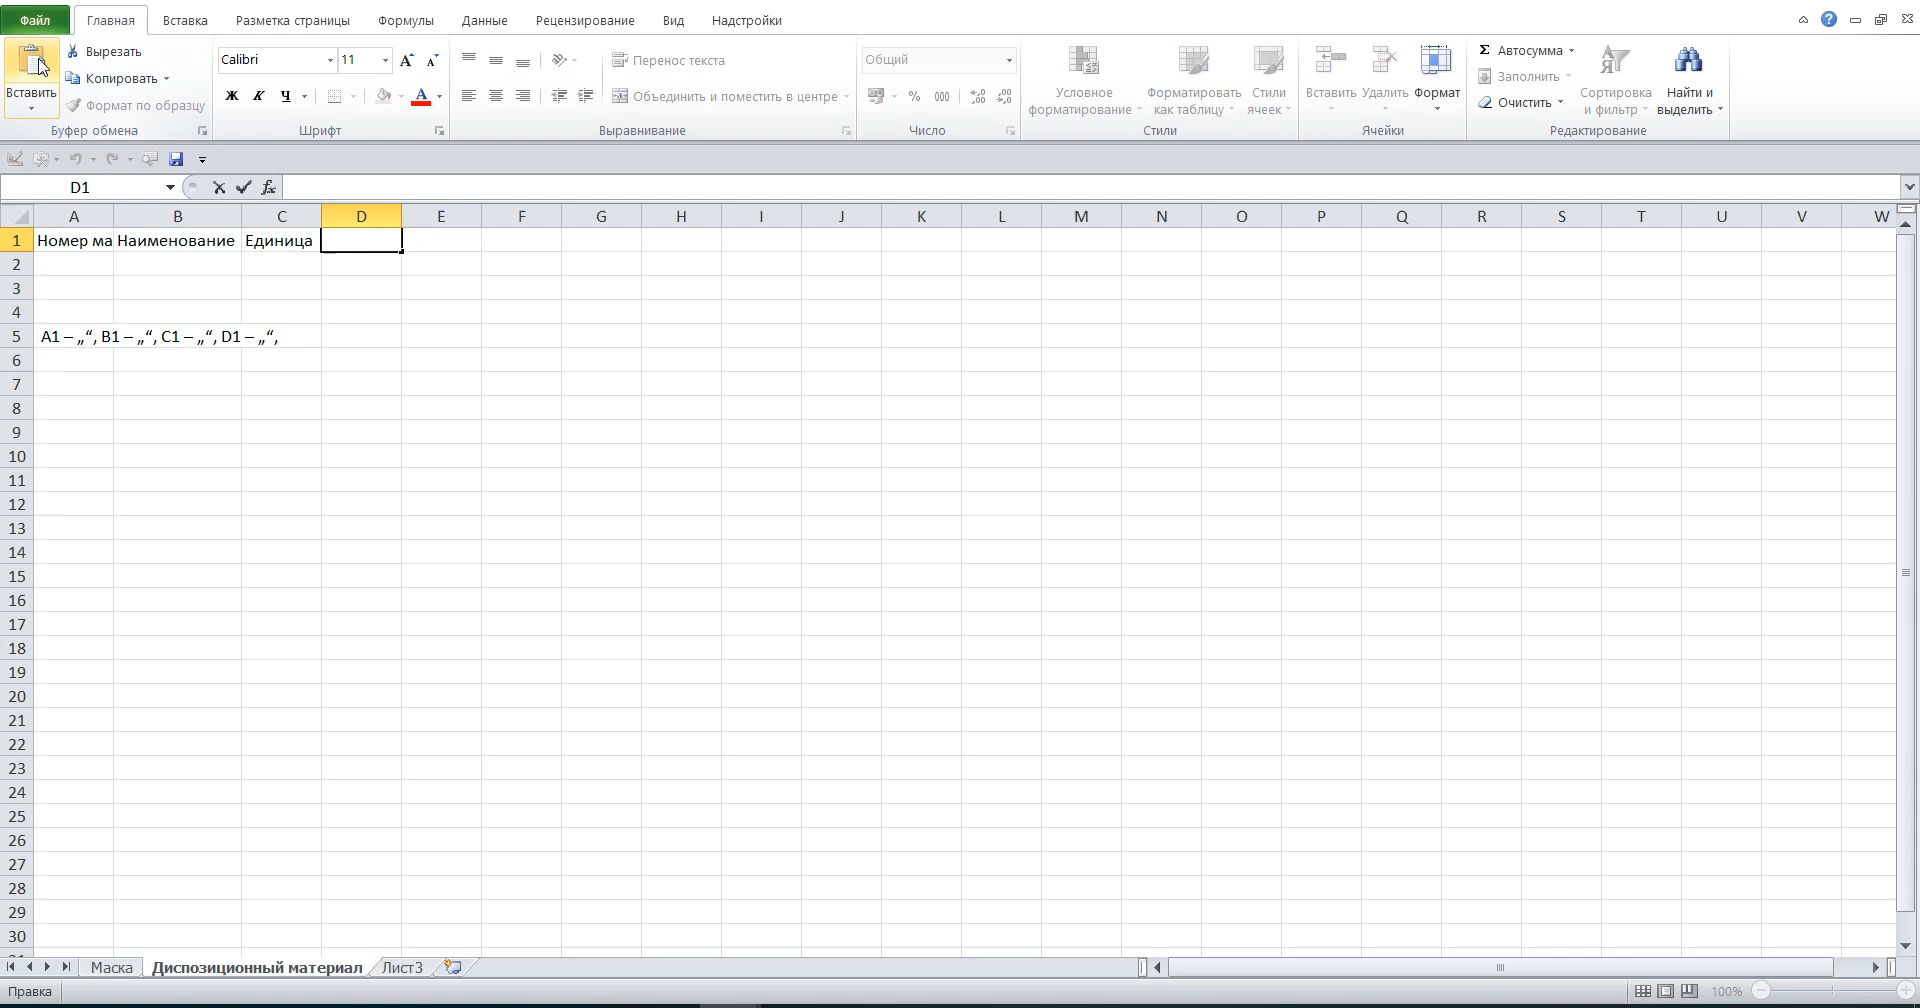 Файл Главная Вставка Разметка страницы Формулы Данные Рецензирование Вид Надстройки
Вставить
Вырезать
Копировать
Формат по образцу
Буфер обмена
Calibri 11
Ж К Ч А
Шрифт
Перенос текста
Объединить и поместить в центре
Выравнивание
Общий
% 000
Число
Условное форматирование
Форматировать как таблицу
Стили ячеек
Стили
Вставить Удалить Формат
Ячейки
Σ Автосумма
Заполнить
Очистить
Сортировка и фильтр
Найти и выделить
Редактирование
D1 fx
A B C D E F G H I J K L M N O P Q R S T U V W
1 Номер ма Наименование Единица
2
3
4
5 A1 – „“, B1 – „“, C1 – „“, D1 – „“,
6
7
8
9
10
11
12
13
14
15
16
17
18
19
20
21
22
23
24
25
26
27
28
29
30
Маска Диспозиционный материал Лист3
Правка 100%